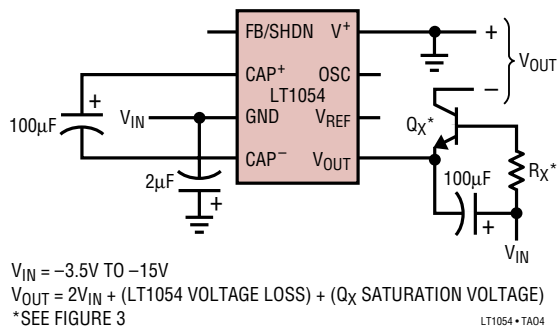 FB/SHDN V+
CAP+ OSC
LT1054
GND VREF
CAP− VOUT
100µF +
VIN
2µF
+
+
VOUT
−
QX*
RX*
100µF
+
VIN
VIN = −3.5V TO −15V
VOUT = 2VIN + (LT1054 VOLTAGE LOSS) + (QX SATURATION VOLTAGE)
*SEE FIGURE 3
LT1054 • TA04